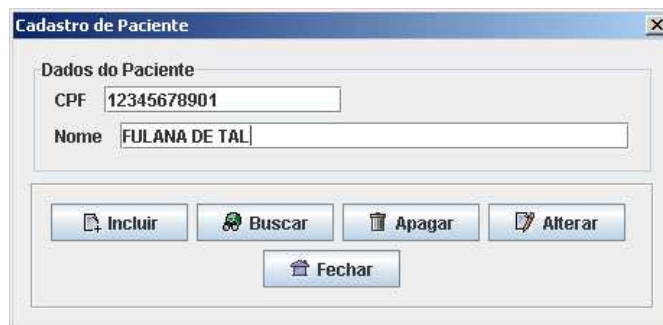 Cadastro de Paciente
Dados do Paciente
CPF 12345678901
Nome FULANA DE TAL
Incluir Buscar Apagar Alterar
Fechar